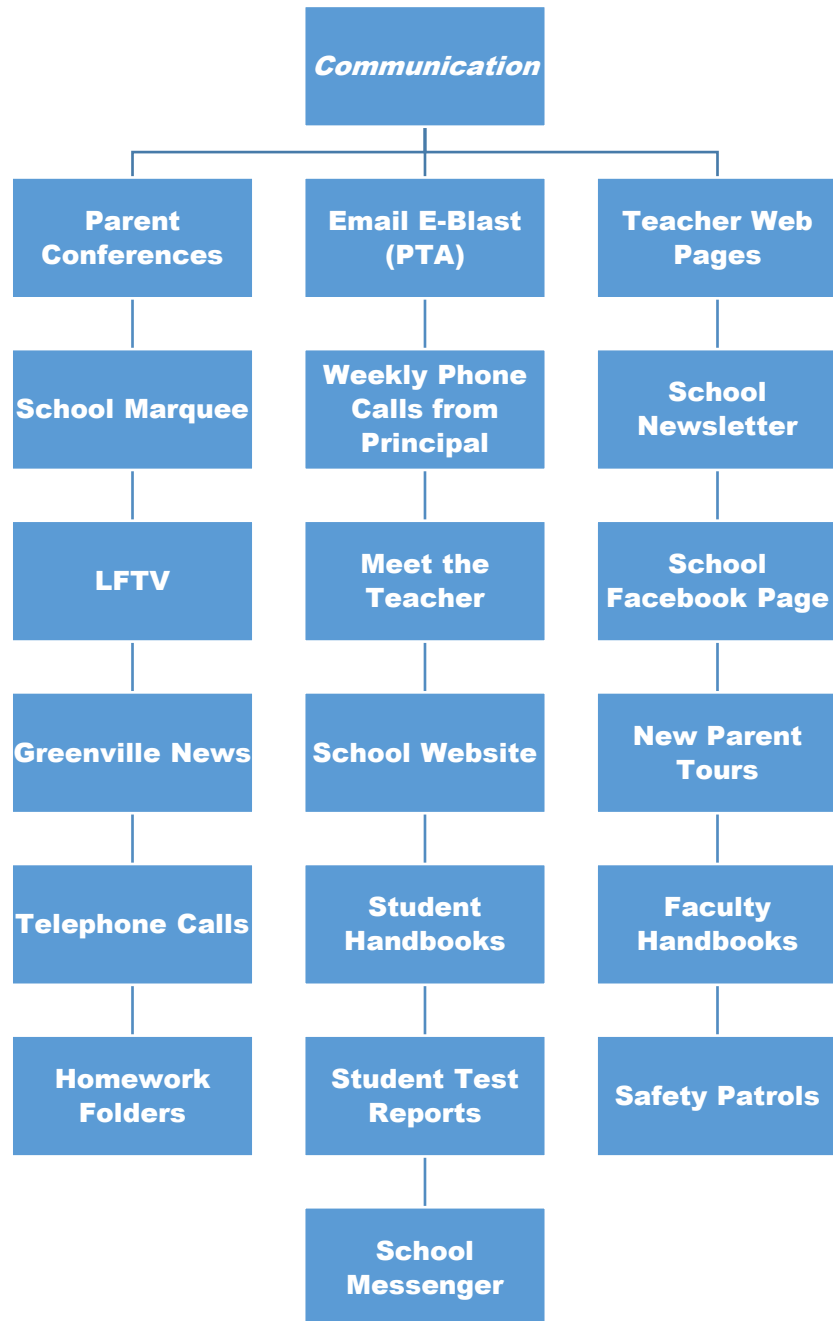 Communication
Parent
Conferences
School Marquee
LFTV
Greenville News
Telephone Calls
Homework
Folders
Email E-Blast
(PTA)
Weekly Phone
Calls from
Principal
Meet the
Teacher
School Website
Student
Handbooks
Student Test
Reports
School
Messenger
Teacher Web
Pages
School
Newsletter
School
Facebook Page
New Parent
Tours
Faculty
Handbooks
Safety Patrols